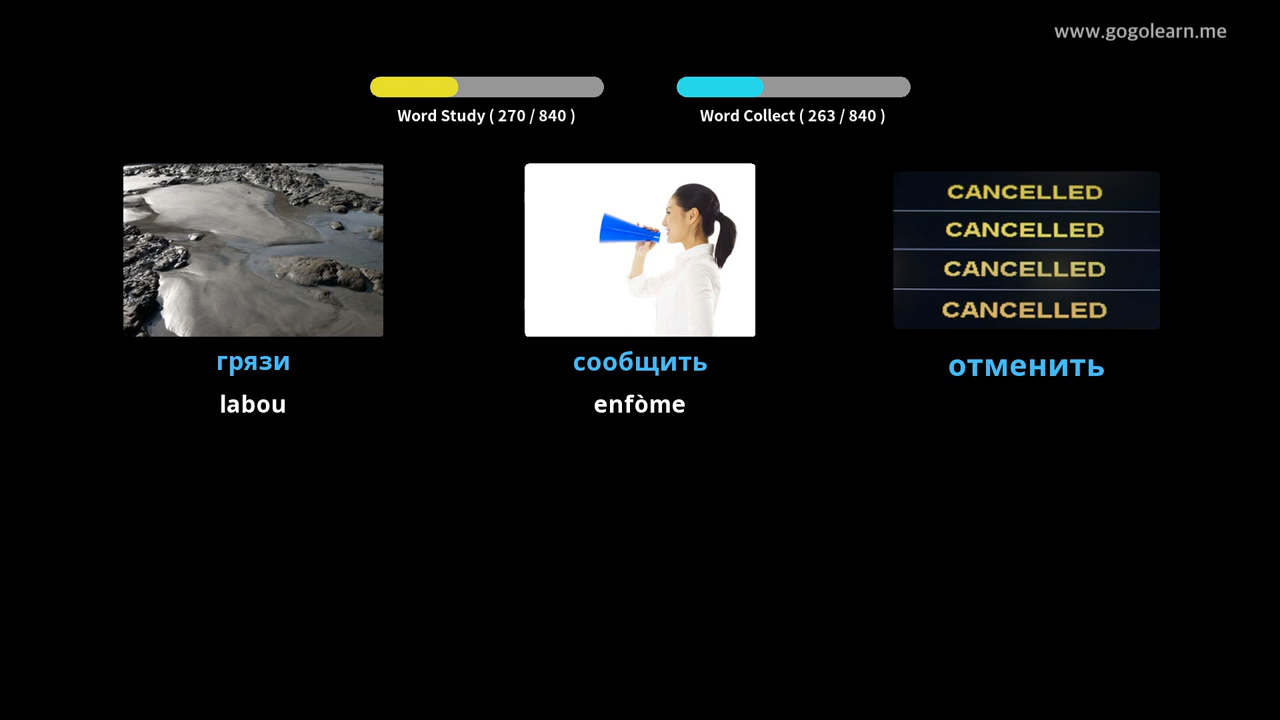 www.gogolearn.me
Word Study ( 270 / 840 )
Word Collect ( 263 / 840 )
CANCELLED
CANCELLED
CANCELLED
CANCELLED
грязи
labou
сообщить
enfòme
отменить